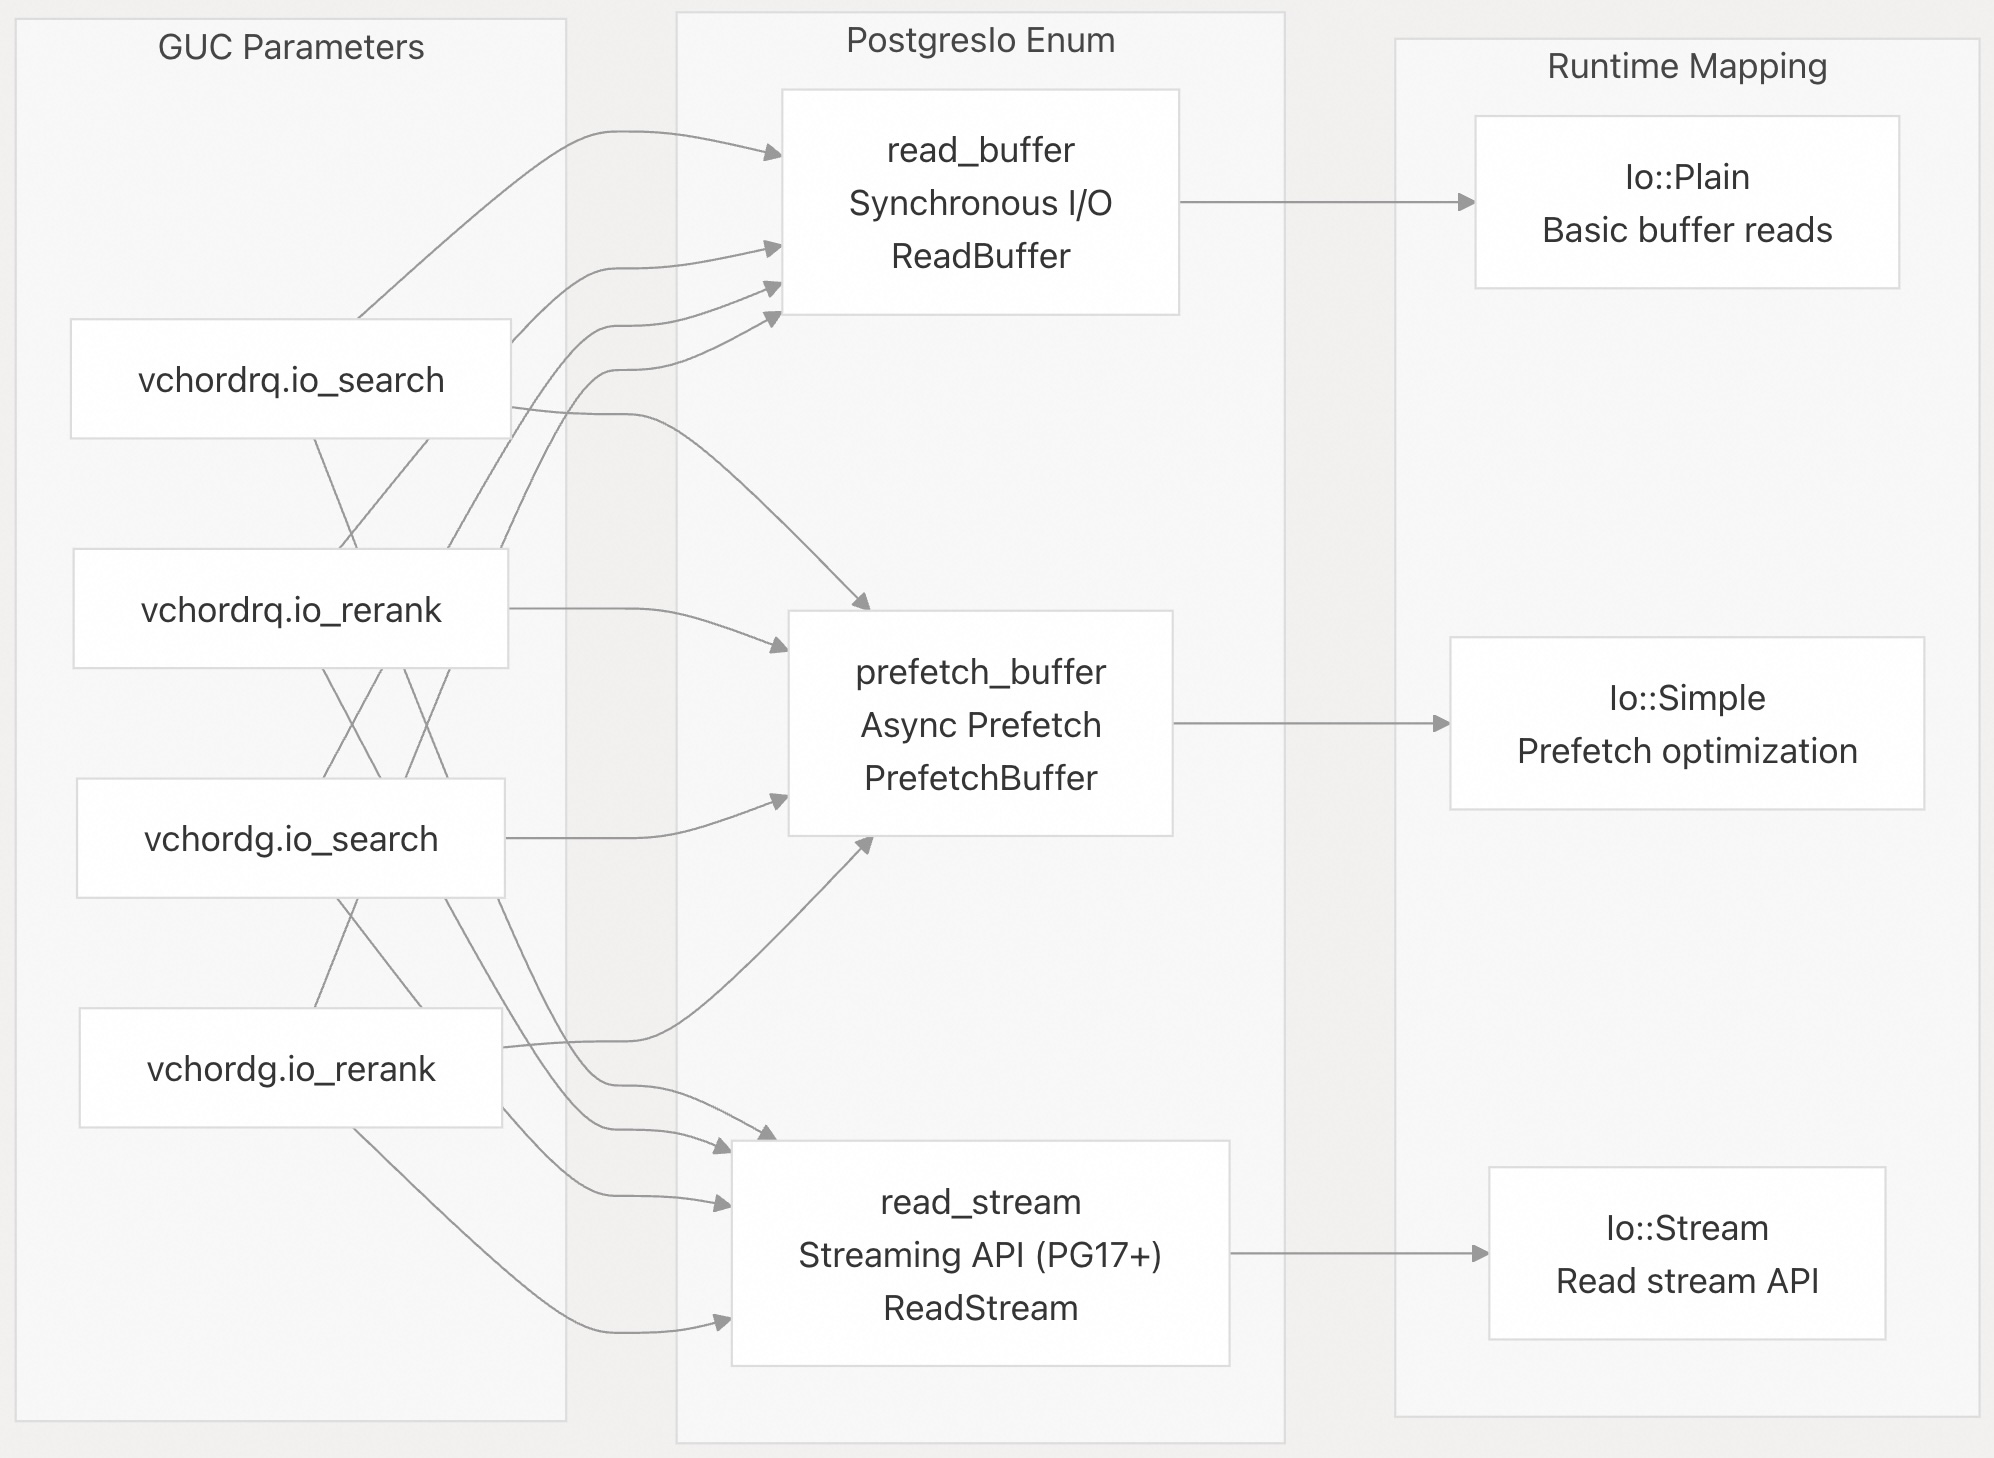 GUC Parameters
vchordrq.io_search
vchordrq.io_rerank
vchordg.io_search
vchordg.io_rerank
PostgresIo Enum
read_buffer
Synchronous I/O
ReadBuffer
prefetch_buffer
Async Prefetch
PrefetchBuffer
read_stream
Streaming API (PG17+)
ReadStream
Runtime Mapping
Io::Plain
Basic buffer reads
Io::Simple
Prefetch optimization
Io::Stream
Read stream API